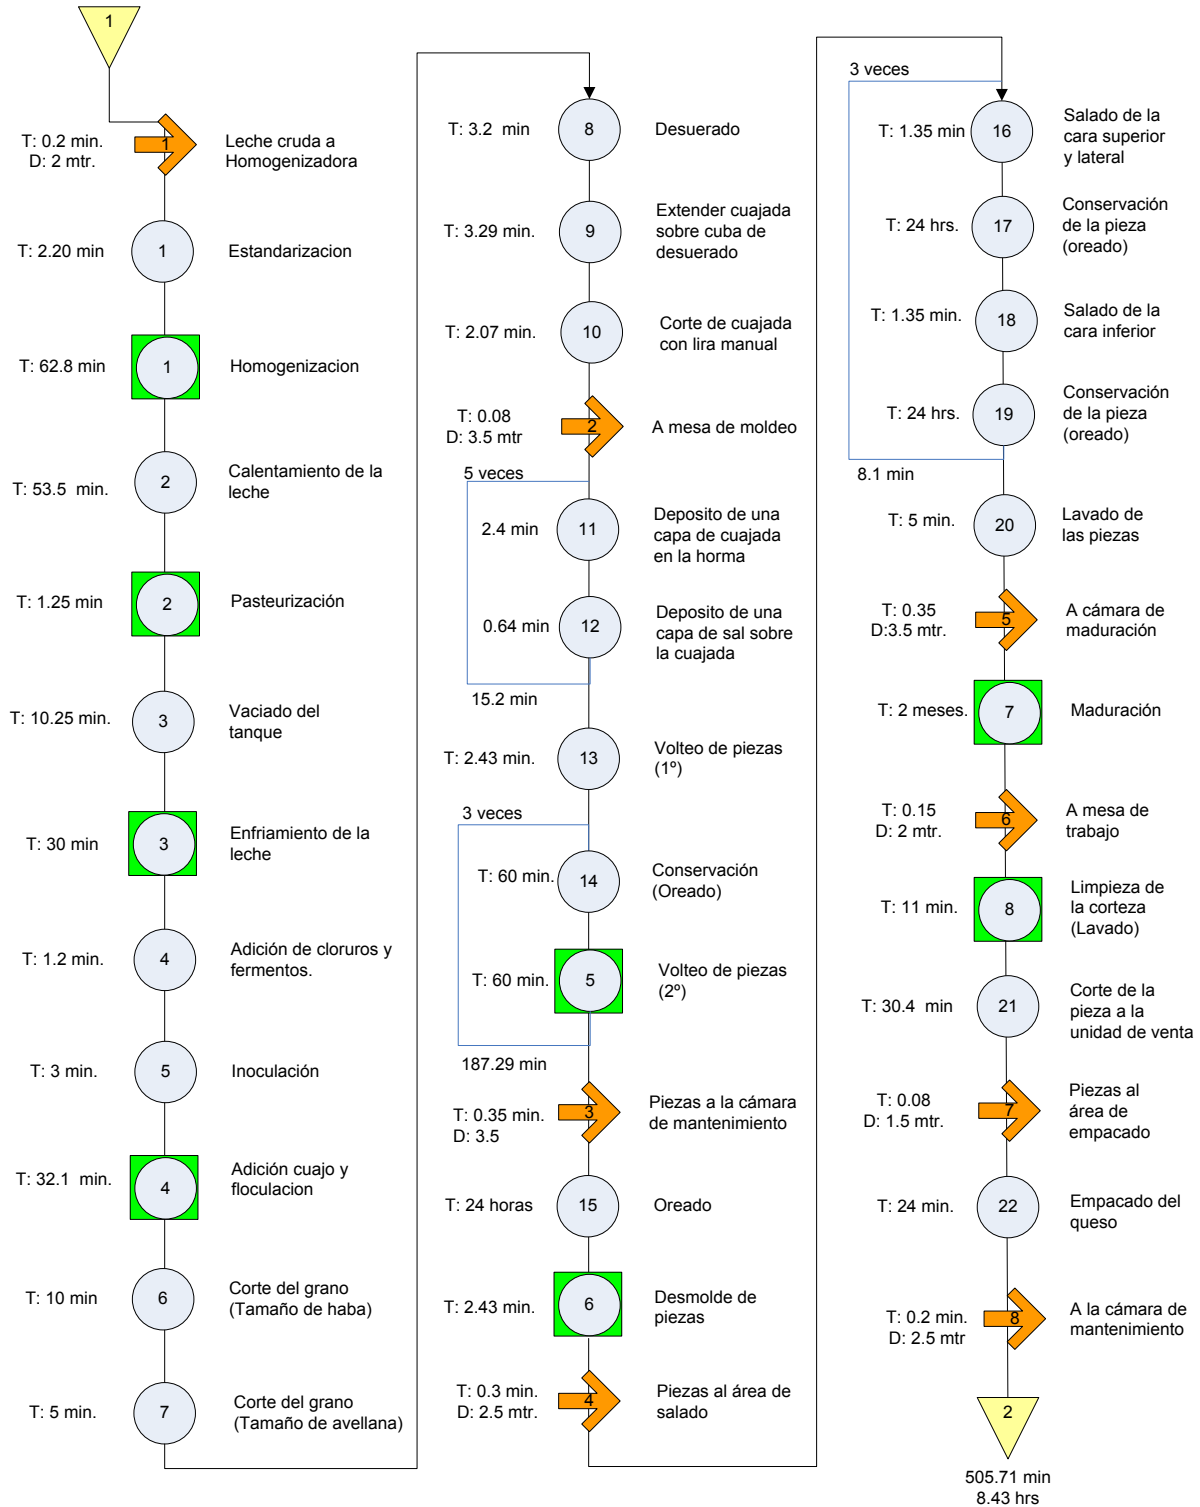 1
T: 0.2 min.
D: 2 mtr.
1
Leche cruda a
Homogenizadora
T: 2.20 min
1
Estandarizacion
T: 62.8 min
1
Homogenizacion
T: 53.5  min.
2
Calentamiento de la
leche
T: 1.25 min
2
Pasteurización
T: 10.25 min.
3
Vaciado del
tanque
T: 30 min
3
Enfriamiento de la
leche
T: 1.2 min.
4
Adición de cloruros y
fermentos.
T: 3 min.
5
Inoculación
T: 32.1  min.
4
Adición cuajo y
floculacion
T: 10 min
6
Corte del grano
(Tamaño de haba)
T: 5 min.
7
Corte del grano
(Tamaño de avellana)
T: 3.2  min
8
Desuerado
T: 3.29 min.
9
Extender cuajada
sobre cuba de
desuerado
T: 2.07 min.
10
Corte de cuajada
con lira manual
T: 0.08
D: 3.5 mtr
2
A mesa de moldeo
5 veces
2.4 min
11
Deposito de una
capa de cuajada
en la horma
0.64 min
12
Deposito de una
capa de sal sobre
la cuajada
15.2 min
T: 2.43 min.
13
Volteo de piezas
(1º)
3 veces
T: 60 min.
14
Conservación
(Oreado)
T: 60 min.
5
Volteo de piezas
(2º)
187.29 min
T: 0.35 min.
D: 3.5
3
Piezas a la cámara
de mantenimiento
T: 24 horas
15
Oreado
T: 2.43 min.
6
Desmolde de
piezas
T: 0.3 min.
D: 2.5 mtr.
4
Piezas al área de
salado
3 veces
T: 1.35 min
16
Salado de la
cara superior
y lateral
T: 24 hrs.
17
Conservación
de la pieza
(oreado)
T: 1.35 min.
18
Salado de la
cara inferior
T: 24 hrs.
19
Conservación
de la pieza
(oreado)
8.1 min
T: 5 min.
20
Lavado de
las piezas
T: 0.35
D:3.5 mtr.
5
A cámara de
maduración
T: 2 meses.
7
Maduración
T: 0.15
D: 2 mtr.
6
A mesa de
trabajo
T: 11 min.
8
Limpieza de
la corteza
(Lavado)
T: 30.4  min
21
Corte de la
pieza a la
unidad de venta
T: 0.08
D: 1.5 mtr.
7
Piezas al
área de
empacado
T: 24 min.
22
Empacado del
queso
T: 0.2 min.
D: 2.5 mtr
8
A la cámara de
mantenimiento
2
505.71 min
8.43 hrs